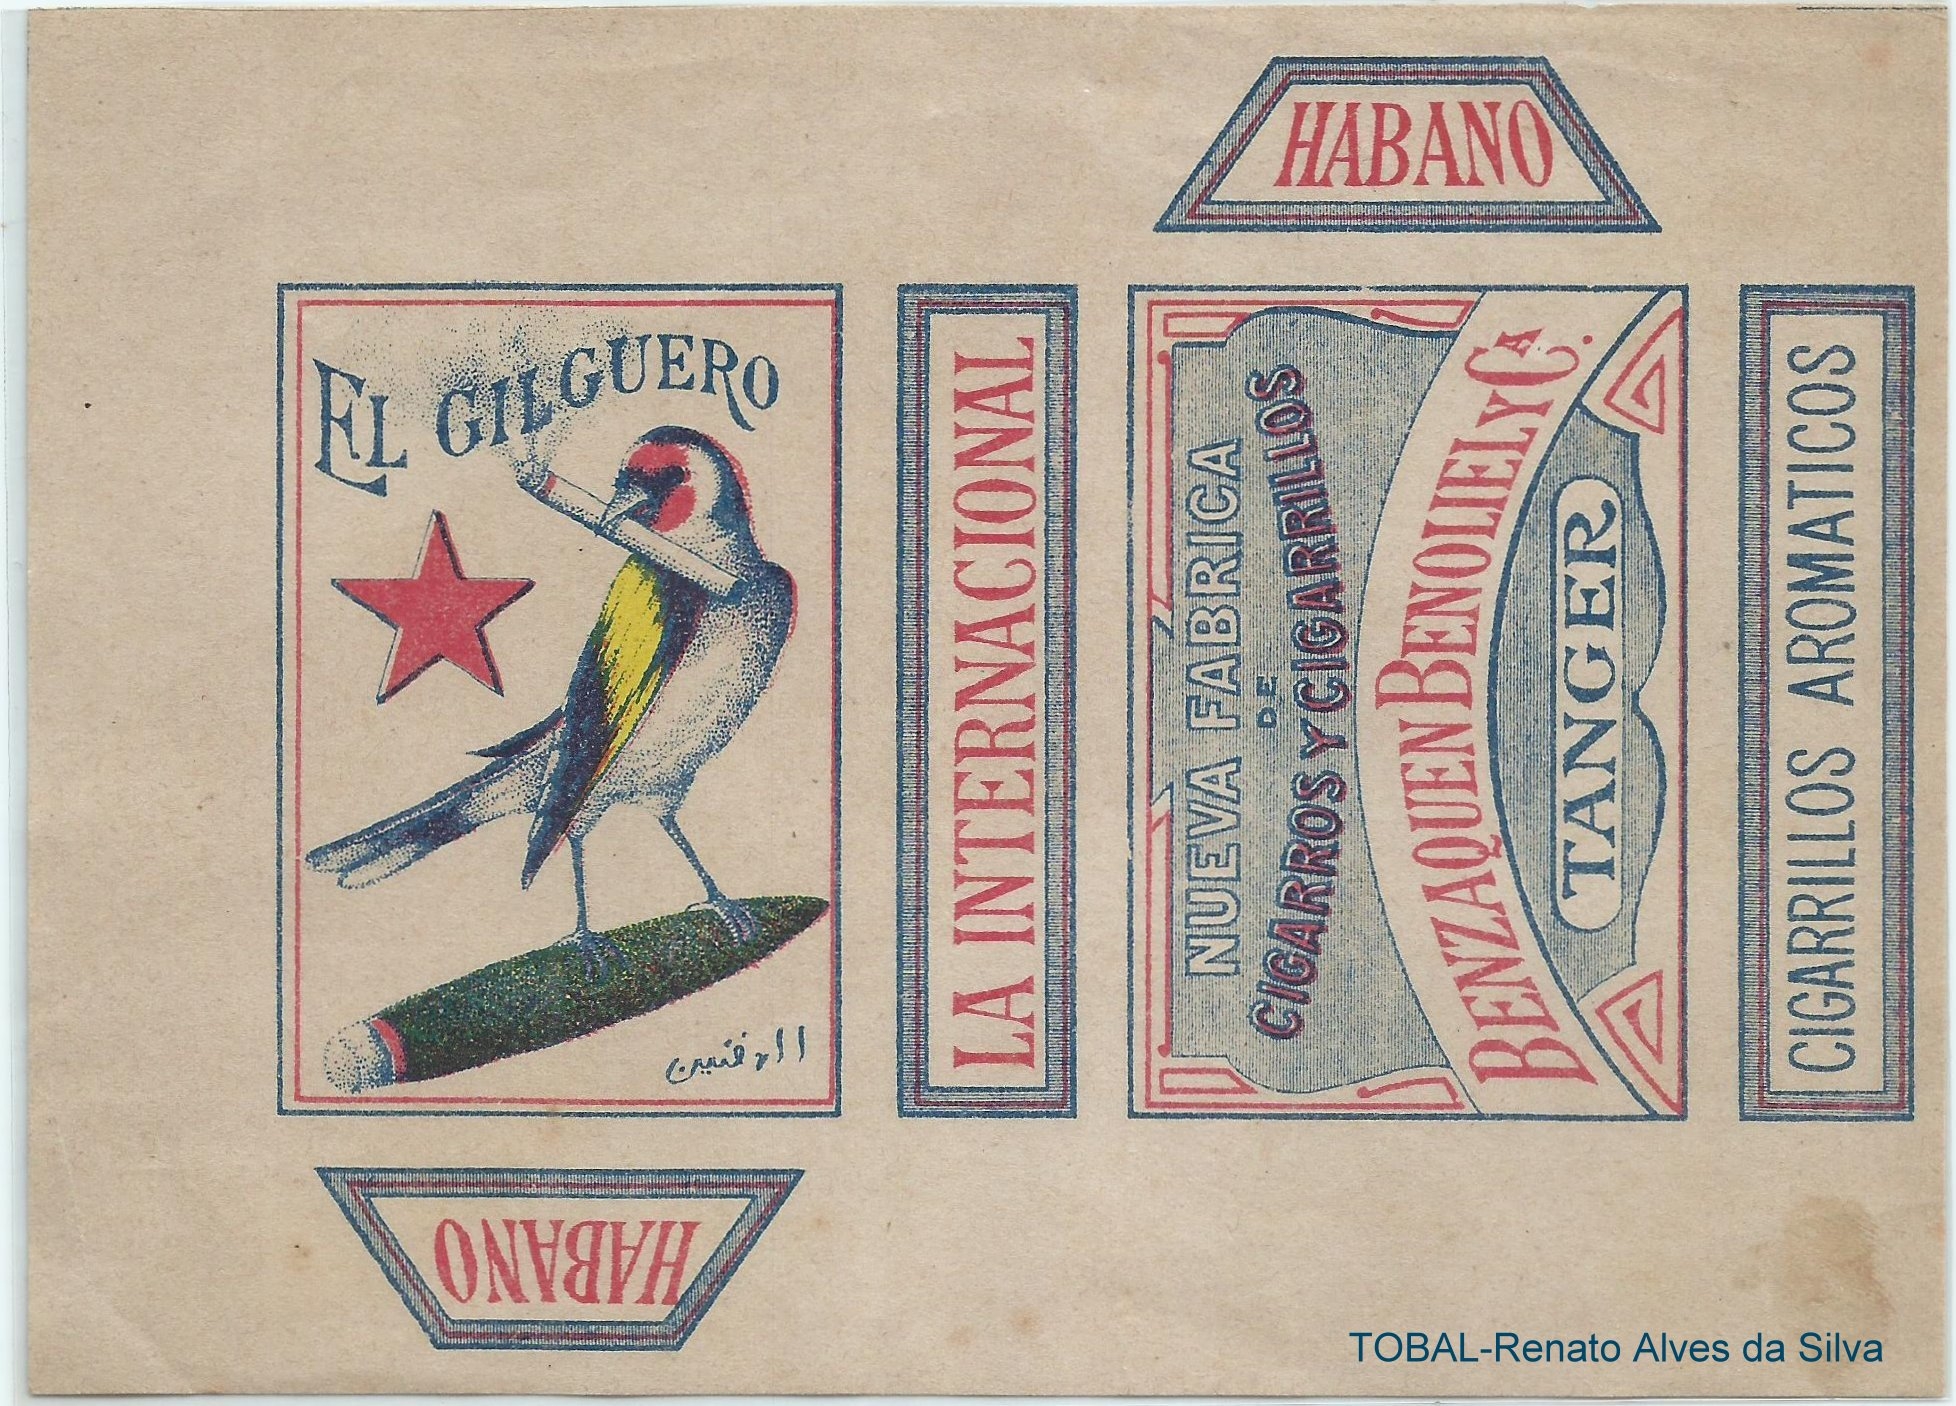 EL GILGUERO
HABANO
LA INTERNACIONAL
HABANO
NUEVA FABRICA
DE
CIGARROS Y CIGARRILLOS
BENZAQUEN BENOLIEL Y Cᴬ.
TANGER
CIGARRILLOS AROMATICOS
TOBAL-Renato Alves da Silva